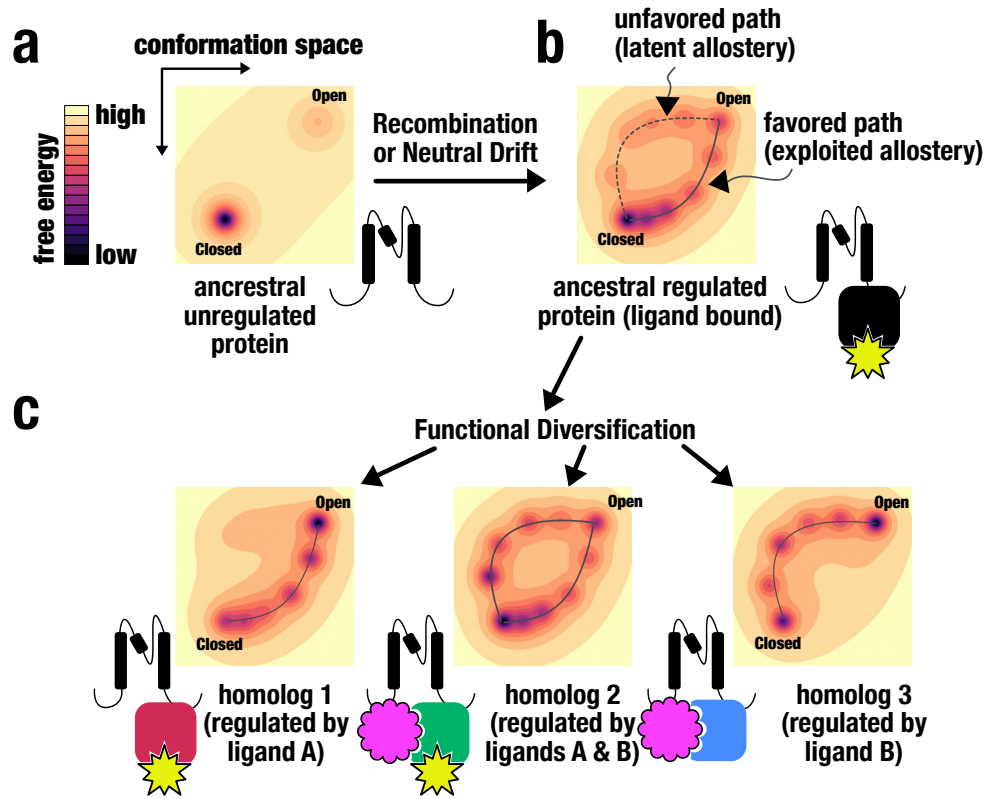 a
conformation space
Open
Closed
free energy
high
low
ancrestral
unregulated
protein
Recombination
or Neutral Drift
b
unfavored path
(latent allostery)
Open
favored path
(exploited allostery)
Closed
ancestral regulated
protein (ligand bound)
c
Functional Diversification
Open
Closed
homolog 1
(regulated by
ligand A)
Open
homolog 2
(regulated by
ligands A & B)
Open
Closed
homolog 3
(regulated by
ligand B)